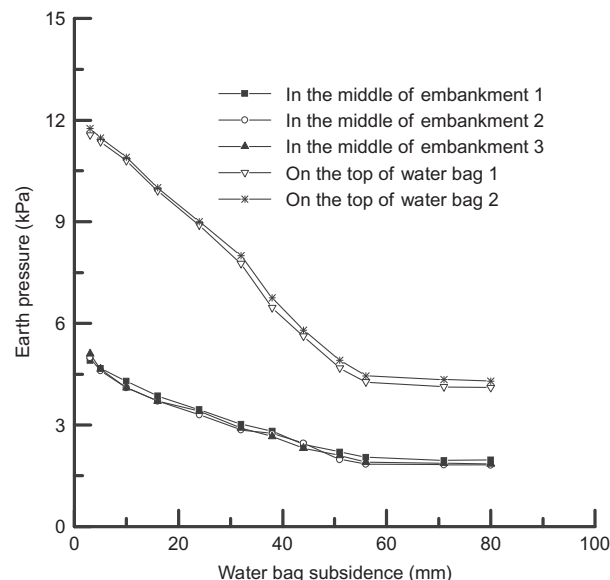 15
12
9
6
3
0
Earth pressure (kPa)
In the middle of embankment 1
In the middle of embankment 2
In the middle of embankment 3
On the top of water bag 1
On the top of water bag 2
0 20 40 60 80 100
Water bag subsidence (mm)